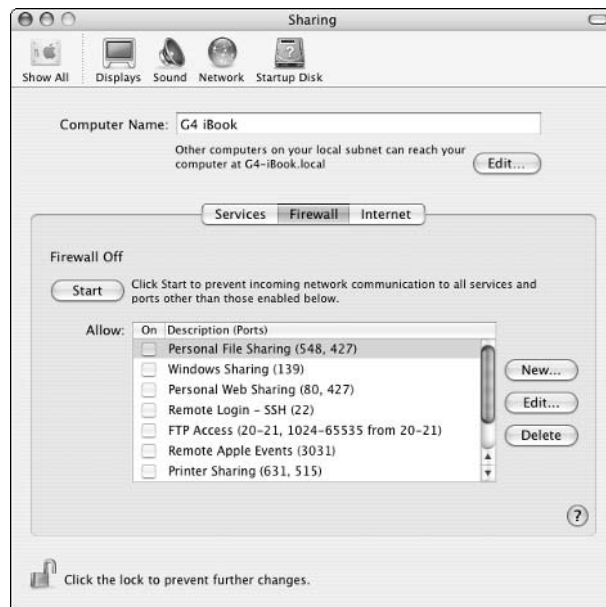 Sharing
Show All Displays Sound Network Startup Disk
Computer Name: G4 iBook
Other computers on your local subnet can reach your
computer at G4-iBook.local
Edit...
Services Firewall Internet
Firewall Off
Start
Click Start to prevent incoming network communication to all services and
ports other than those enabled below.
Allow: On Description (Ports)
Personal File Sharing (548, 427)
Windows Sharing (139)
New...
Personal Web Sharing (80, 427)
Edit...
Remote Login - SSH (22)
FTP Access (20-21, 1024-65535 from 20-21)
Delete
Remote Apple Events (3031)
Printer Sharing (631, 515)
?
Click the lock to prevent further changes.